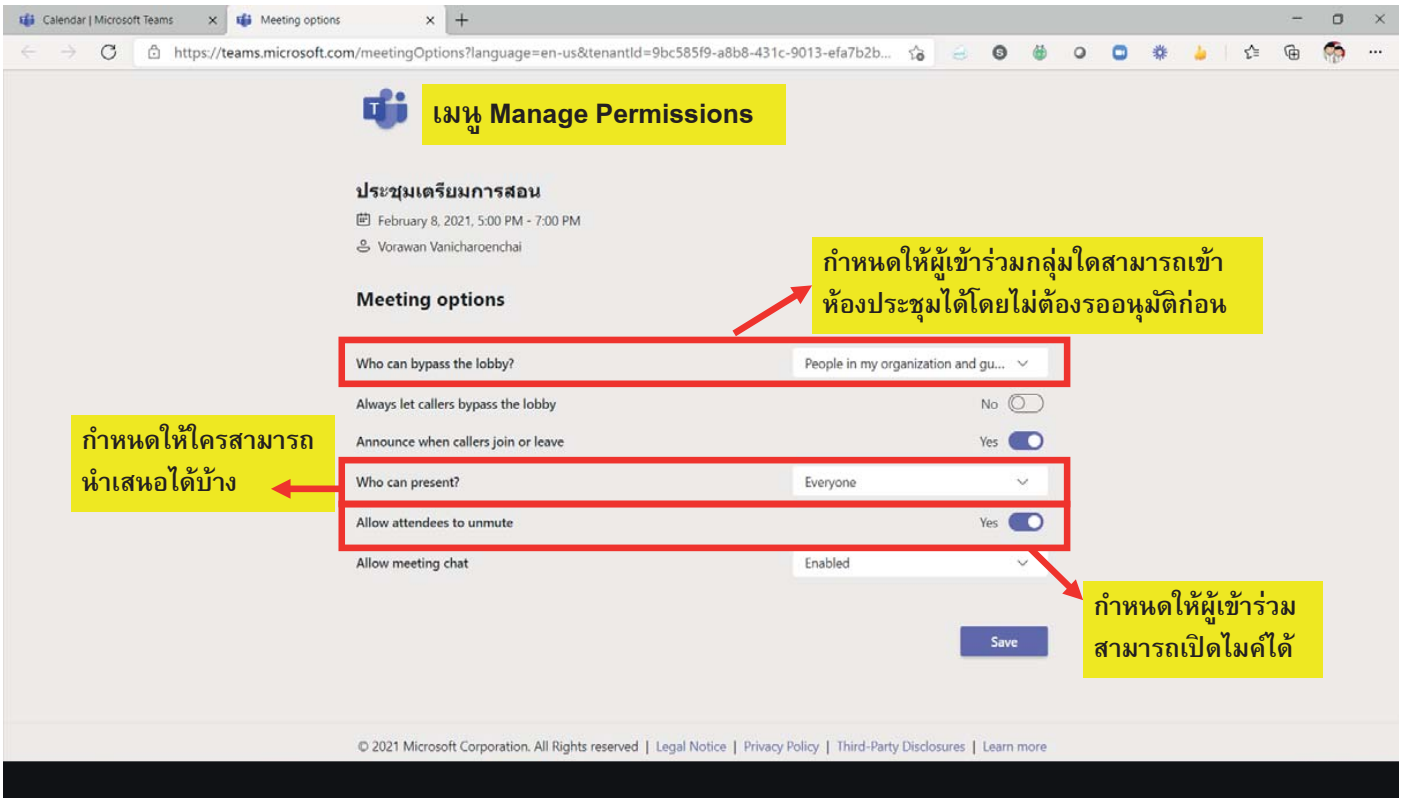 Calendar | Microsoft Teams
Meeting options
https://teams.microsoft.com/meetingOptions?language=en-us&tenantId=9bc585f9-a8b8-431c-9013-efa7b2b...
เมนู Manage Permissions
ประชุมเตรียมการสอน
February 8, 2021, 5:00 PM - 7:00 PM
Vorawan Vanicharoenchai
กำหนดให้ผู้เข้าร่วมกลุ่มใดสามารถเข้า
ห้องประชุมได้โดยไม่ต้องรออนุมัติก่อน
Meeting options
Who can bypass the lobby? People in my organization and gu...
Always let callers bypass the lobby No
กำหนดให้ใครสามารถ
นำเสนอได้บ้าง
Announce when callers join or leave Yes
Who can present? Everyone
Allow attendees to unmute Yes
Allow meeting chat Enabled
กำหนดให้ผู้เข้าร่วม
สามารถเปิดไมค์ได้
Save
© 2021 Microsoft Corporation. All Rights reserved | Legal Notice | Privacy Policy | Third-Party Disclosures | Learn more